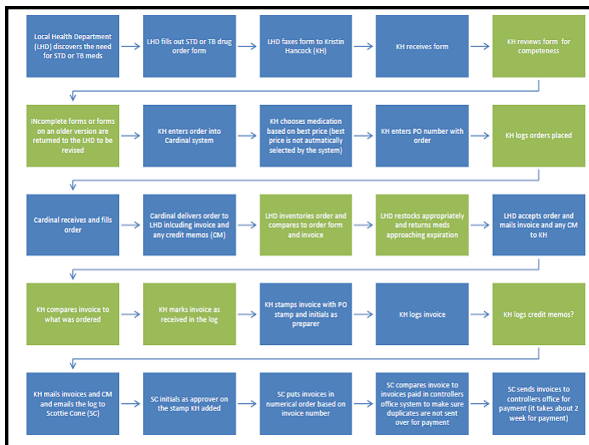 Local Health Department
(LHD) discovers the need
for STD or TB meds
LHD fills out STD or TB drug
order form
LHD faxes form to Kristin
Hancock (KH)
KH receives form
KH reviews form for
competeness
INcomplete forms or forms
on an older version are
returned to the LHD to be
revised
KH enters order into
Cardinal system
KH chooses medication
based on best price (best
price is not autmatically
selected by the system)
KH enters PO number with
order
KH logs orders placed
Cardinal receives and fills
order
Cardinal delivers order to
LHD inlcuding invoice and
any credit memos (CM)
LHD inventories order and
compares to order form
and invoice
LHD restocks appropriately
and returns meds
approaching expiration
LHD accepts order and
mails invoice and any CM
to KH
KH compares invoice to
what was ordered
KH marks invoice as
received in the log
KH stamps invoice with PO
stamp and initials as
preparer
KH logs invoice
KH logs credit memos?
KH mails invoices and CM
and emails the log to
Scottie Cone (SC)
SC initials as approver on
the stamp KH added
SC puts invoices in
numerical order based on
invoice number
SC compares invoice to
invoices paid in controllers
office system to make sure
duplicates are not sent
over for payment
SC sends invoices to
controllers office for
payment (it takes about 2
week for payment)